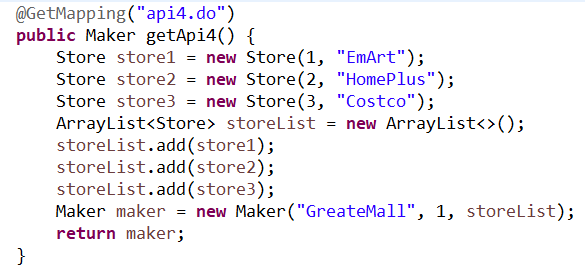 @GetMapping("api4.do")
public Maker getApi4() {
    Store store1 = new Store(1, "EmArt");
    Store store2 = new Store(2, "HomePlus");
    Store store3 = new Store(3, "Costco");
    ArrayList<Store> storeList = new ArrayList<>();
    storeList.add(store1);
    storeList.add(store2);
    storeList.add(store3);
    Maker maker = new Maker("GreateMall", 1, storeList);
    return maker;
}